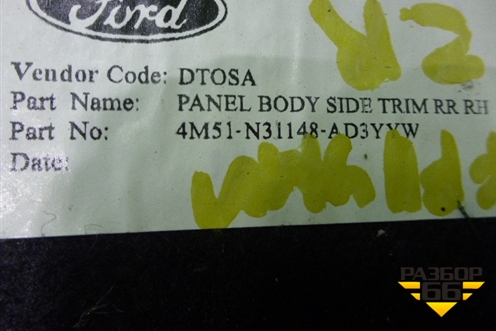 Ford
Vendor Code: DTOSA
Part Name: PANEL BODY SIDE TRIM RR RH
Part No: 4M51-N31148-AD3YYW
Date:
РАЗБОР
66